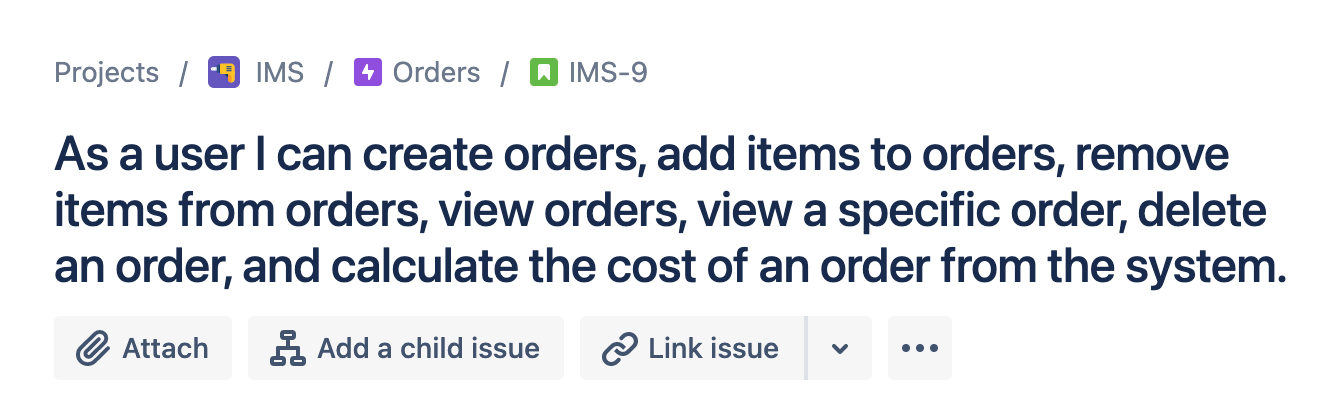 Projects / IMS / Orders / IMS-9
As a user I can create orders, add items to orders, remove
items from orders, view orders, view a specific order, delete
an order, and calculate the cost of an order from the system.
Attach Add a child issue Link issue